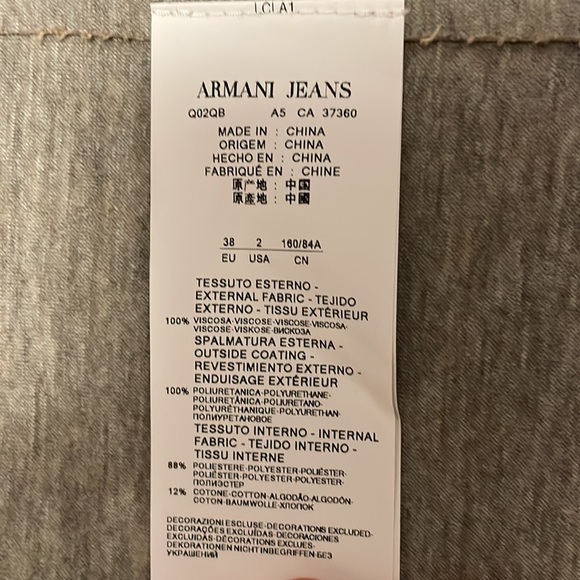 LCLA1
ARMANI JEANS
Q02QB A5 CA 37360
MADE IN : CHINA
ORIGEM : CHINA
HECHO EN : CHINA
FABRIQUÉ EN : CHINE
原产地 : 中国
原產地 : 中國
38 2 160/84A
EU USA CN
TESSUTO ESTERNO -
EXTERNAL FABRIC - TEJIDO
EXTERNO - TISSU EXTÉRIEUR
100% VISCOSA-VISCOSE-VISCOSE-VISCOSA-
VISCOSE-VISKOSE-ВИСКОЗА
SPALMATURA ESTERNA -
OUTSIDE COATING -
REVESTIMIENTO EXTERNO -
ENDUISAGE EXTÉRIEUR
100% POLIURETANICA-POLYURETHANE-
POLIURETÂNICA-POLIURETANO-
POLYURÉTHANIQUE-POLYURETHAN-
ПОЛИУРЕТАНОВОЕ
TESSUTO INTERNO - INTERNAL
FABRIC - TEJIDO INTERNO -
TISSU INTERNE
88% POLIESTERE-POLYESTER-POLIÉSTER-
POLIÉSTER-POLYESTER-POLYESTER-
ПОЛИЭСТЕР
12% COTONE-COTTON-ALGODÃO-ALGODÓN-
COTON-BAUMWOLLE-ХЛОПОК
DECORAZIONI ESCLUSE-DECORATIONS EXCLUDED-
DECORAÇÕES EXCLUÍDAS-DECORACIONES
EXCLUIDAS-DÉCORATIONS EXCLUES-
DEKORATIONEN NICHT INBEGRIFFEN-БЕЗ
УКРАШЕНИЙ